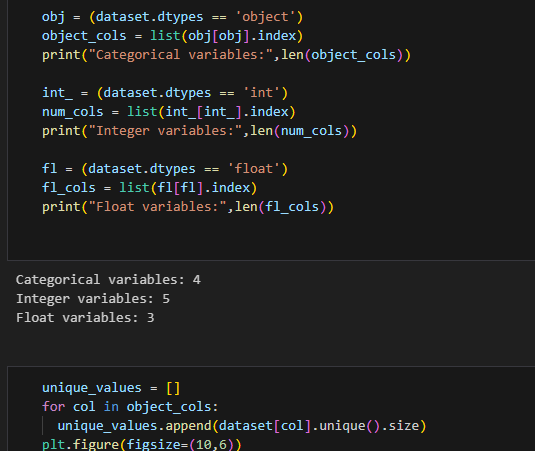 obj = (dataset.dtypes == 'object')
object_cols = list(obj[obj].index)
print("Categorical variables:",len(object_cols))
int_ = (dataset.dtypes == 'int')
num_cols = list(int_[int_].index)
print("Integer variables:",len(num_cols))
fl = (dataset.dtypes == 'float')
fl_cols = list(fl[fl].index)
print("Float variables:",len(fl_cols))
Categorical variables: 4
Integer variables: 5
Float variables: 3
unique_values = []
for col in object_cols:
unique_values.append(dataset[col].unique().size)
plt.figure(figsize=(10,6))